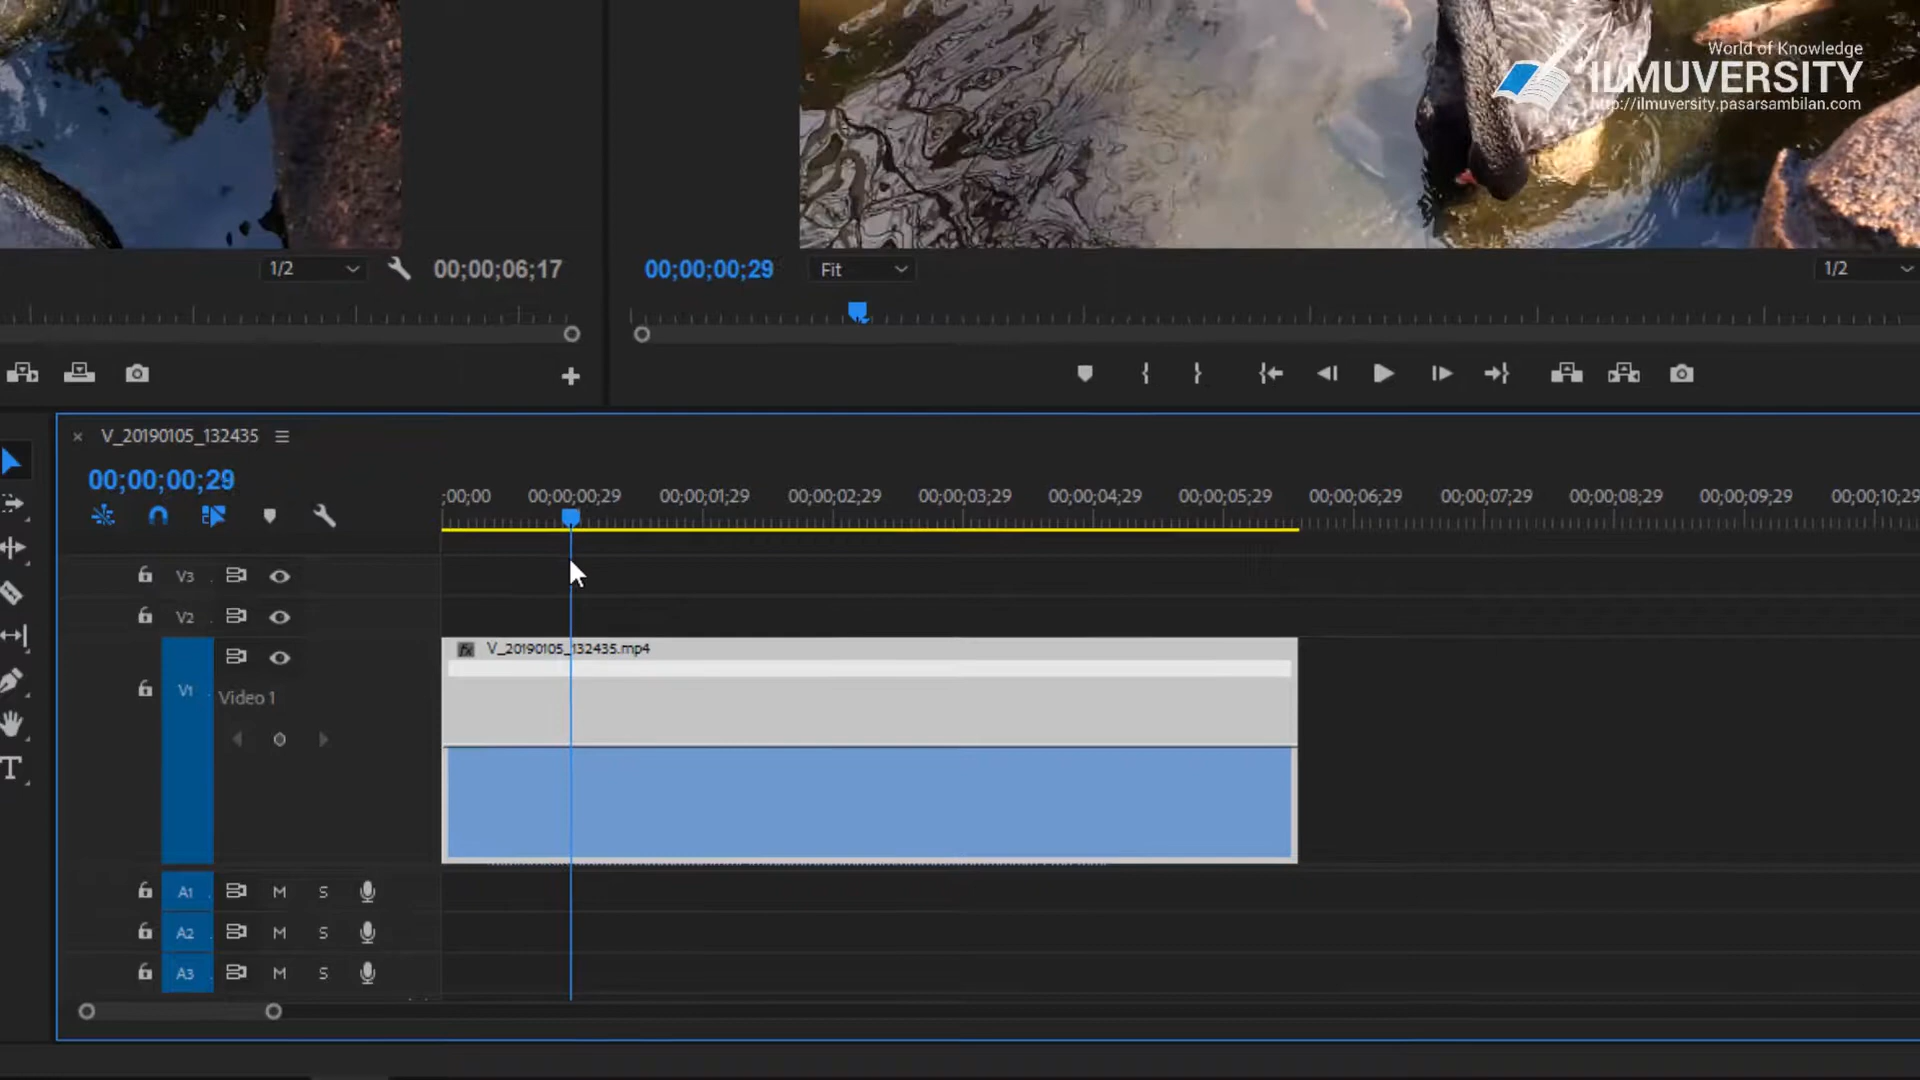 World of Knowledge
ILMUVERSITY
http://ilmuversity.pasarsambilan.com
1/2
00;00;06;17
00;00;00;29
Fit
1/2
V_20190105_132435
00;00;00;29
;00;00
00;00;00;29
00;00;01;29
00;00;02;29
00;00;03;29
00;00;04;29
00;00;05;29
00;00;06;29
00;00;07;29
00;00;08;29
00;00;09;29
00;00;10;29
V3
V2
fx V_20190105_132435.mp4
V1
Video 1
A1 M S
A2 M S
A3 M S